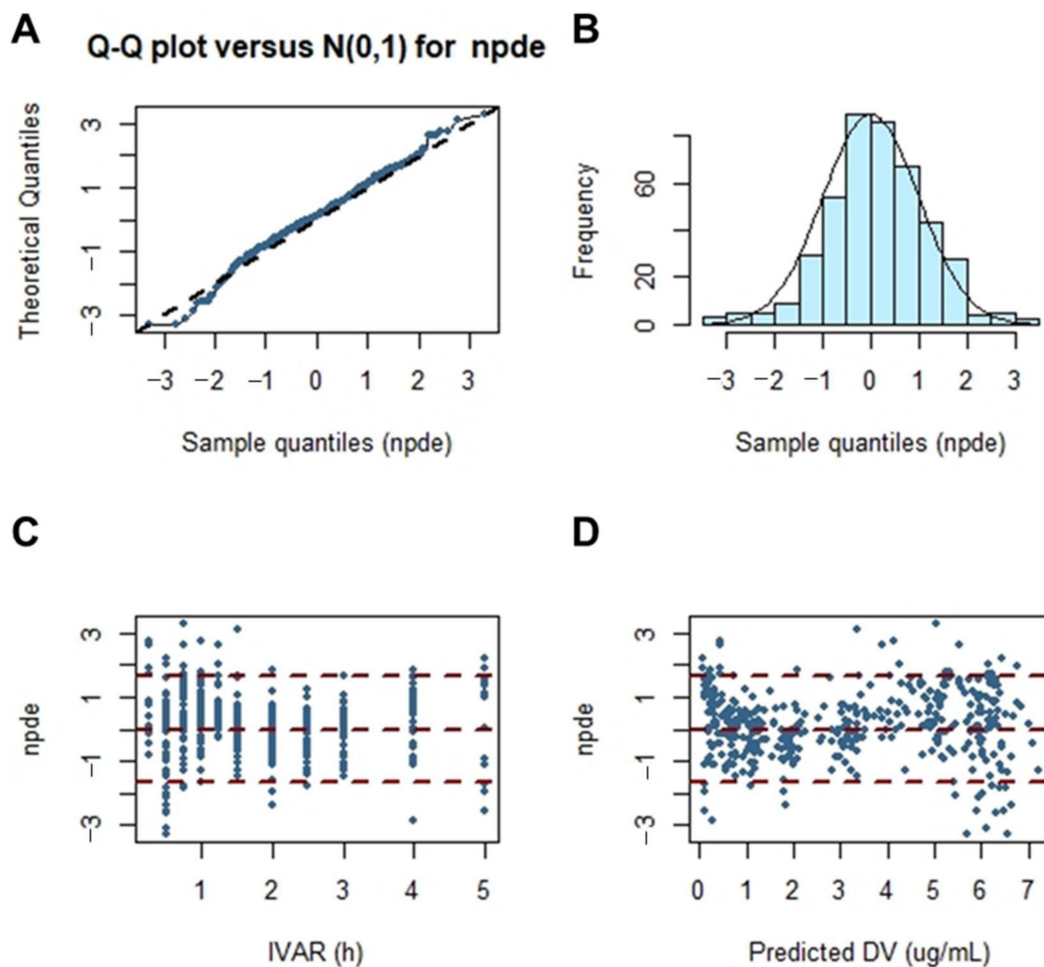 A
Q-Q plot versus N(0,1) for npde
Theoretical Quantiles
3
1
−1
−3
−3 −2 −1 0 1 2 3
Sample quantiles (npde)
B
Frequency
60
20
0
−3 −2 −1 0 1 2 3
Sample quantiles (npde)
C
npde
3
1
−1
−3
1 2 3 4 5
IVAR (h)
D
npde
3
1
−1
−3
0 1 2 3 4 5 6 7
Predicted DV (ug/mL)